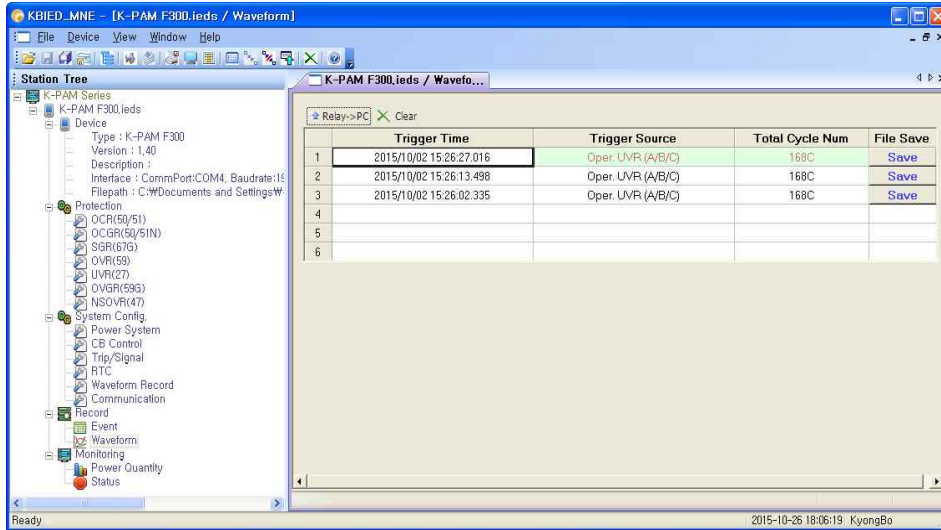 KBIED_MNE - [K-PAM F300.ieds / Waveform]
File Device View Window Help
Station Tree
K-PAM F300.ieds / Wavefo...
K-PAM Series
K-PAM F300.ieds
Device
Type : K-PAM F300
Version : 1.40
Description :
Interface : CommPort:COM4, Baudrate:19
Filepath : C:₩Documents and Settings₩
Protection
OCR(50/51)
OCGR(50/51N)
SGR(67G)
OVR(59)
UVR(27)
OVGR(59G)
NSOVR(47)
System Config.
Power System
CB Control
Trip/Signal
RTC
Waveform Record
Communication
Record
Event
Waveform
Monitoring
Power Quantity
Status
Relay->PC Clear
Trigger Time Trigger Source Total Cycle Num File Save
1 2015/10/02 15:26:27.016 Oper. UVR (A/B/C) 168C Save
2 2015/10/02 15:26:13.498 Oper. UVR (A/B/C) 168C Save
3 2015/10/02 15:26:02.335 Oper. UVR (A/B/C) 168C Save
4
5
6
Ready 2015-10-26 18:06:19 KyongBo